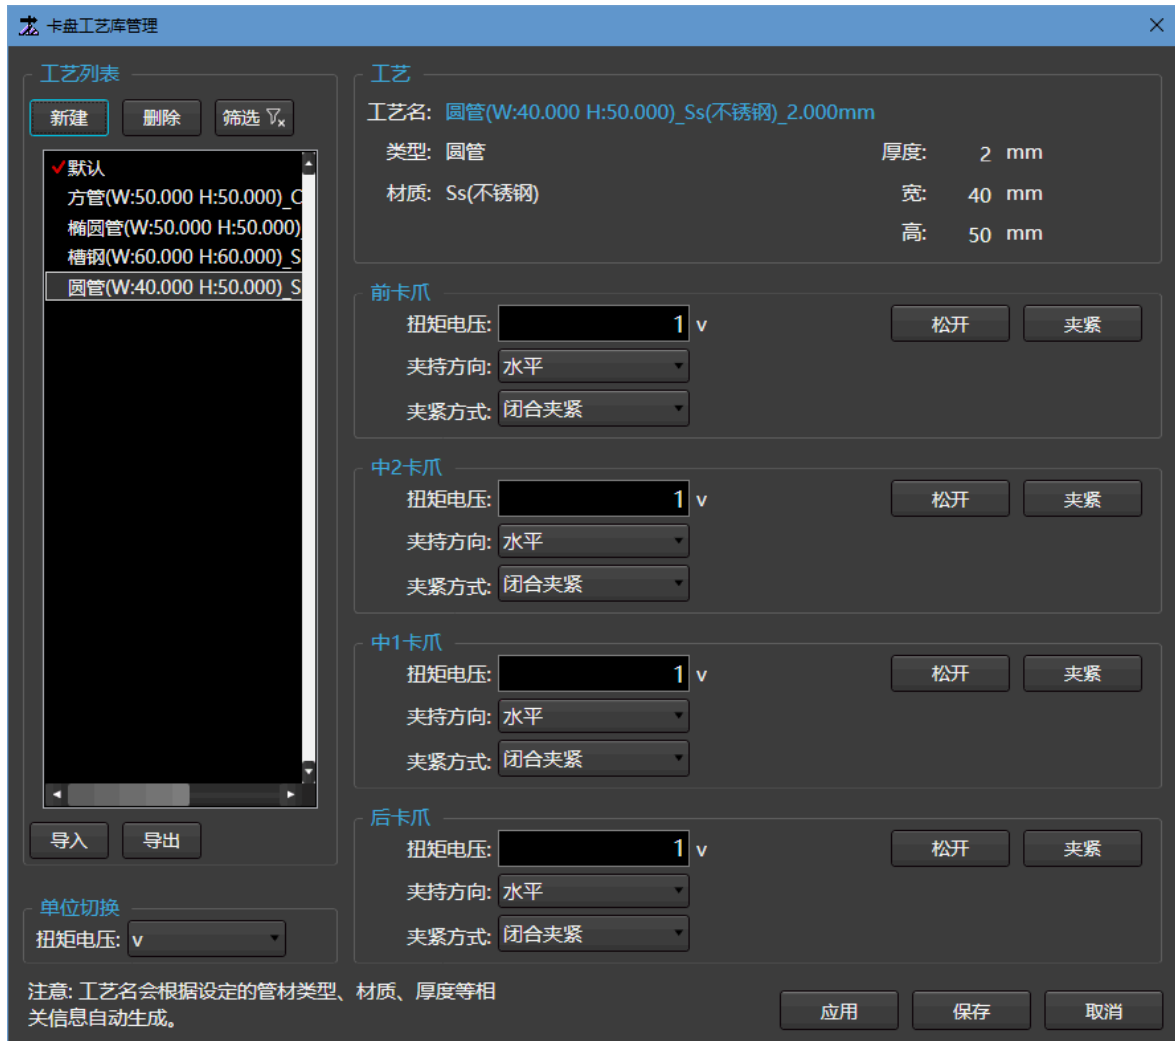 卡盘工艺库管理
工艺列表
新建 删除 筛选
默认
方管(W:50.000 H:50.000)_C
椭圆管(W:50.000 H:50.000)
槽钢(W:60.000 H:60.000)_S
圆管(W:40.000 H:50.000)_S
导入 导出
单位切换
扭矩电压: v
注意: 工艺名会根据设定的管材类型、材质、厚度等相
关信息自动生成。
工艺
工艺名: 圆管(W:40.000 H:50.000)_Ss(不锈钢)_2.000mm
类型: 圆管 厚度: 2 mm
材质: Ss(不锈钢) 宽: 40 mm
高: 50 mm
前卡爪
扭矩电压: 1 v 松开 夹紧
夹持方向: 水平
夹紧方式: 闭合夹紧
中2卡爪
扭矩电压: 1 v 松开 夹紧
夹持方向: 水平
夹紧方式: 闭合夹紧
中1卡爪
扭矩电压: 1 v 松开 夹紧
夹持方向: 水平
夹紧方式: 闭合夹紧
后卡爪
扭矩电压: 1 v 松开 夹紧
夹持方向: 水平
夹紧方式: 闭合夹紧
应用 保存 取消